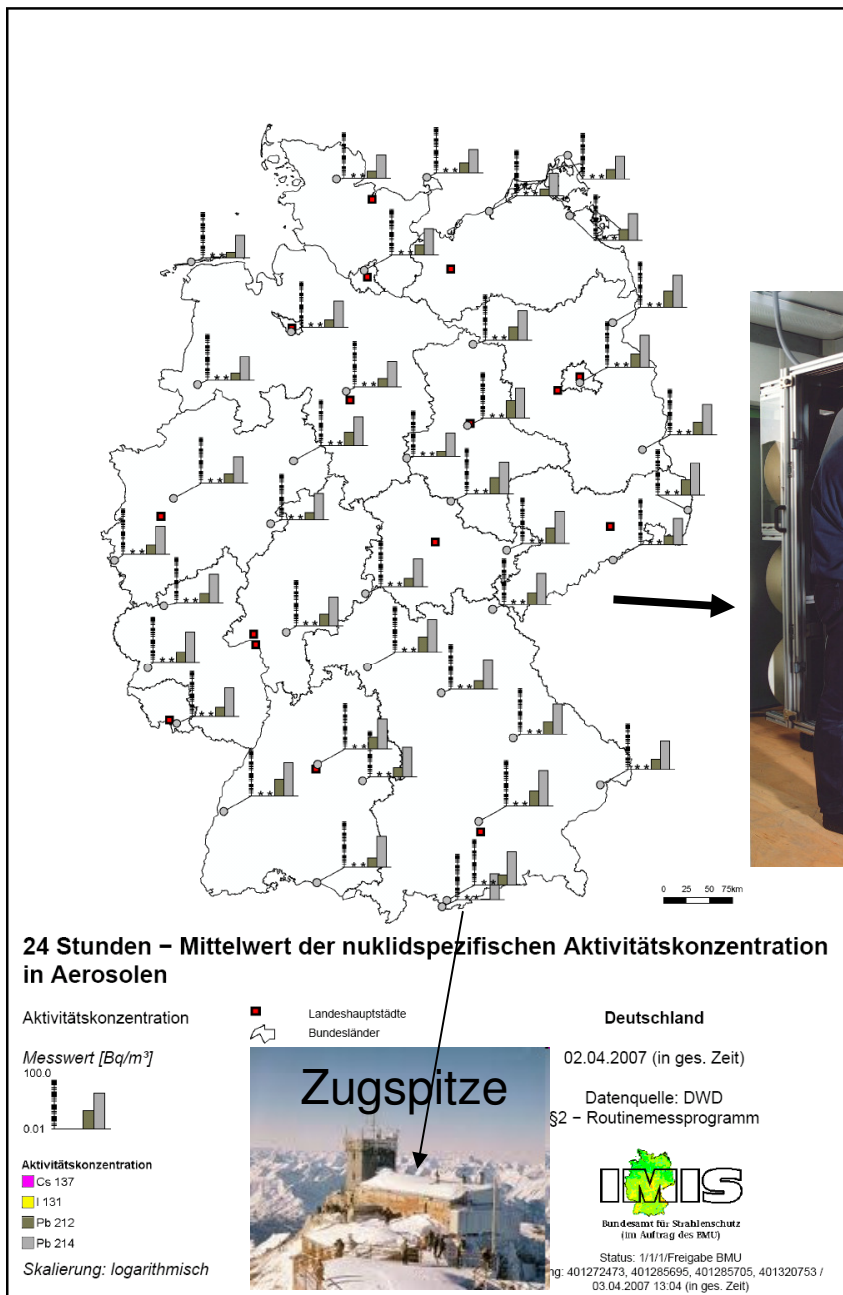 0 25 50 75km
24 Stunden – Mittelwert der nuklidspezifischen Aktivitätskonzentration
in Aerosolen
Aktivitätskonzentration
Messwert [Bq/m³]
100.0
0.01
Aktivitätskonzentration
Cs 137
I 131
Pb 212
Pb 214
Skalierung: logarithmisch
Landeshauptstädte
Bundesländer
Zugspitze
Deutschland
02.04.2007 (in ges. Zeit)
Datenquelle: DWD
§2 – Routinemessprogramm
IMIS
Bundesamt für Strahlenschutz
(im Auftrag des BMU)
Status: 1/1/1/Freigabe BMU
ng: 401272473, 401285695, 401285705, 401320753 /
03.04.2007 13:04 (in ges. Zeit)